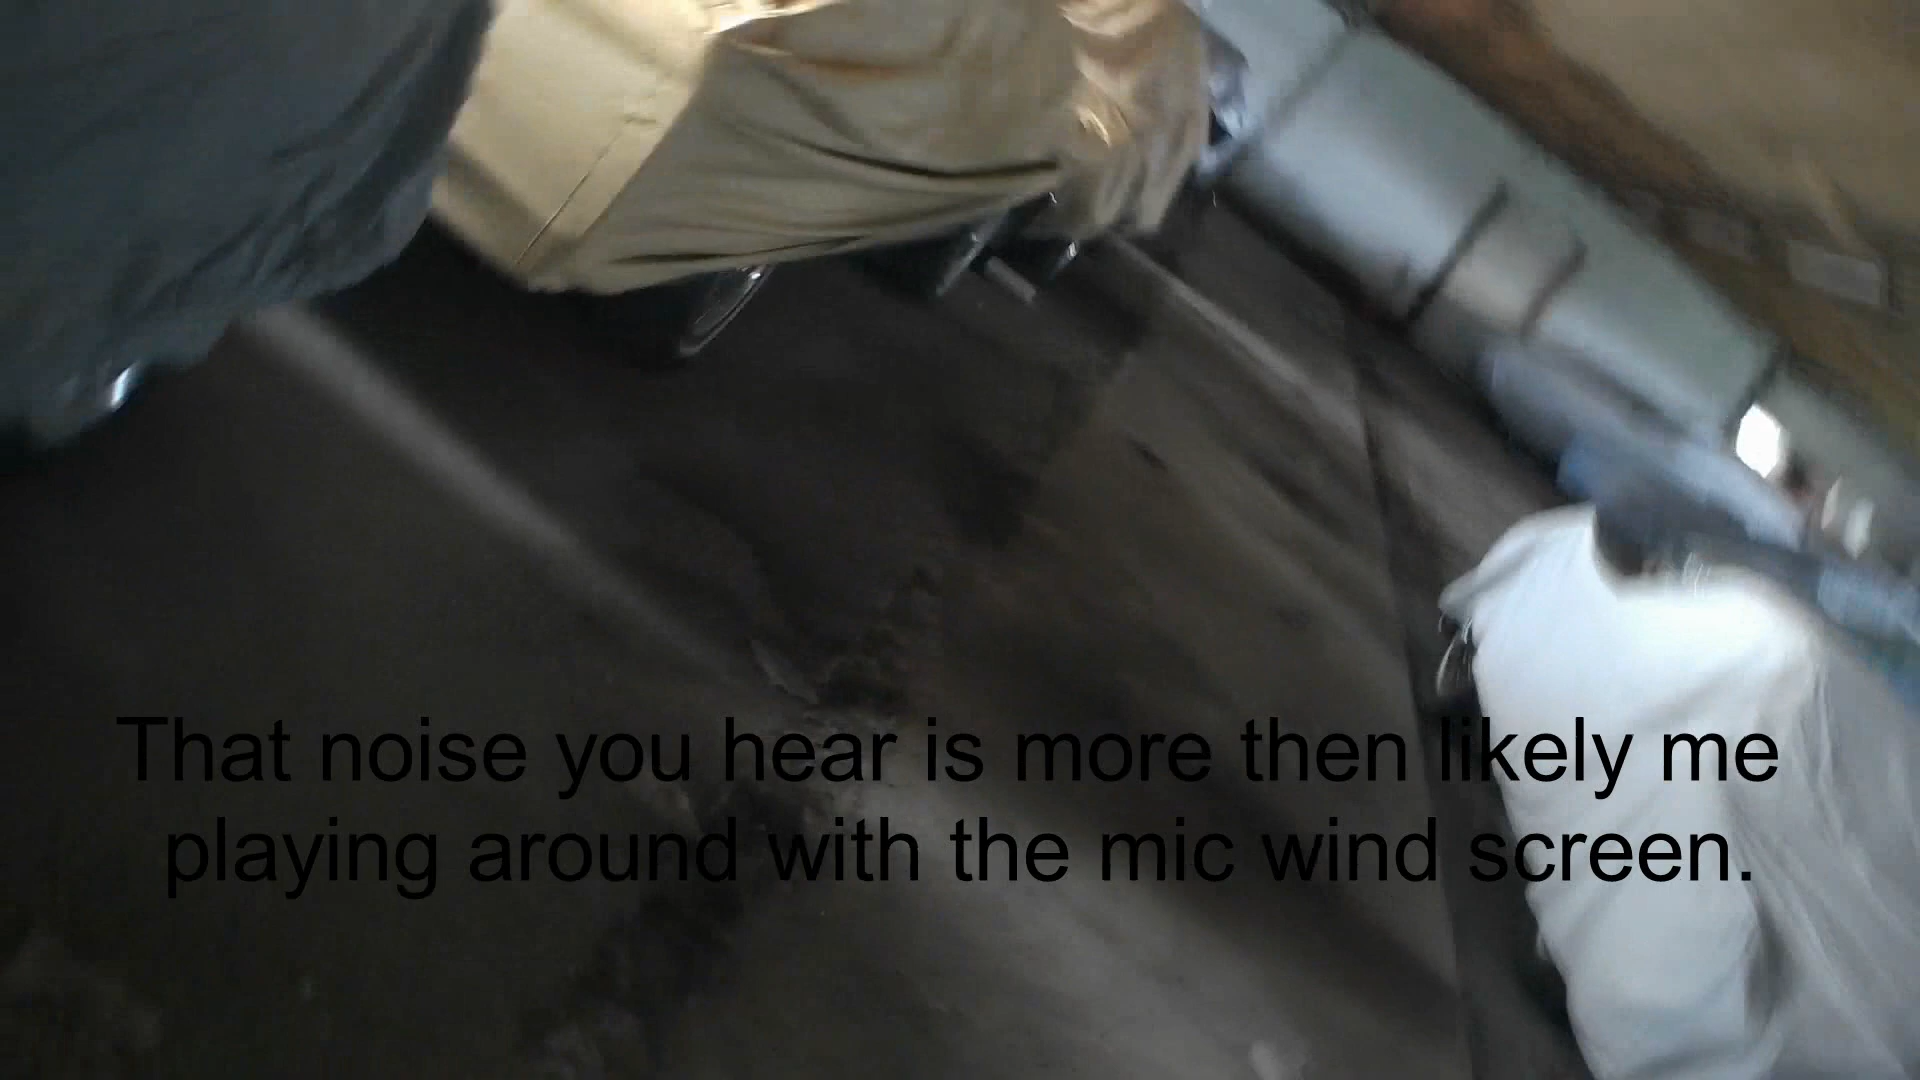 That noise you hear is more then likely me
playing around with the mic wind screen.